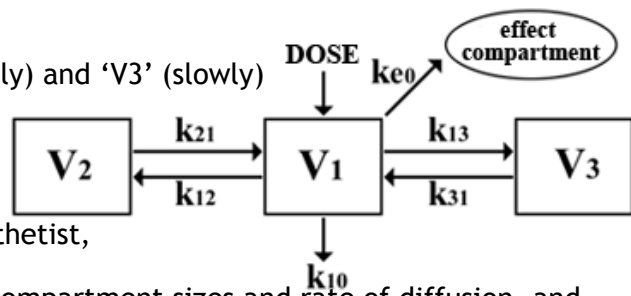 effect
compartment
DOSE
ke0
ly) and ‘V3’ (slowly)
k21
k13
V2
V1
V3
k12
k31
thetist,
k10
ompartment sizes and rate of diffusion, and